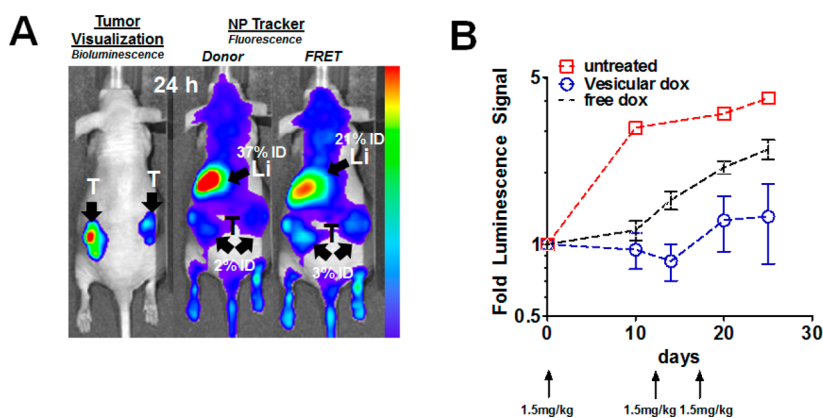 A
Tumor
Visualization
Bioluminescence
NP Tracker
Fluorescence
Donor
FRET
24 h
37% ID
Li
21% ID
Li
T
T
T
T
2% ID
3% ID
B
untreated
Vesicular dox
free dox
Fold Luminescence Signal
5
1
0.5
0
10
20
30
days
1.5mg/kg
1.5mg/kg
1.5mg/kg